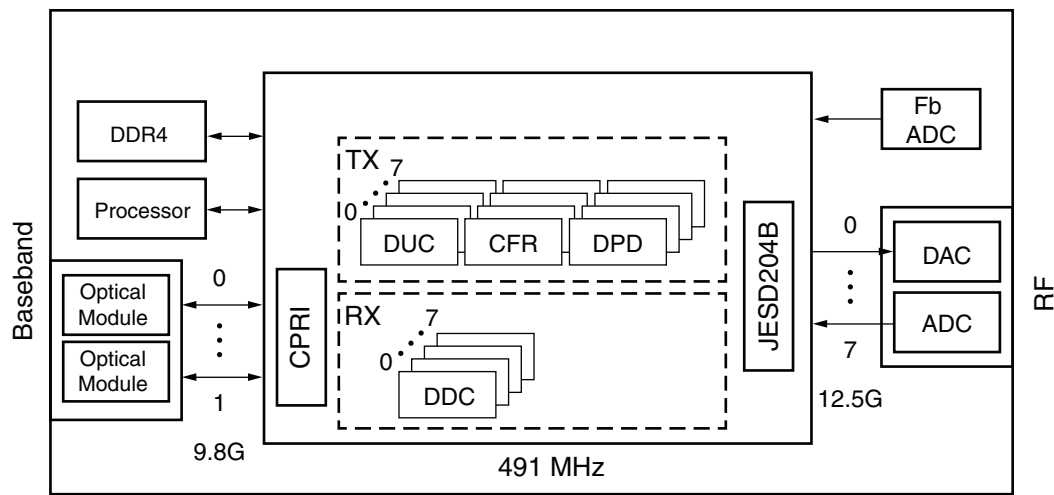 DDR4
Processor
Baseband
Optical
Module
Optical
Module
0
1
9.8G
CPRI
TX
0
7
DUC
CFR
DPD
RX
0
7
DDC
JESD204B
491 MHz
Fb
ADC
0
7
12.5G
DAC
ADC
RF